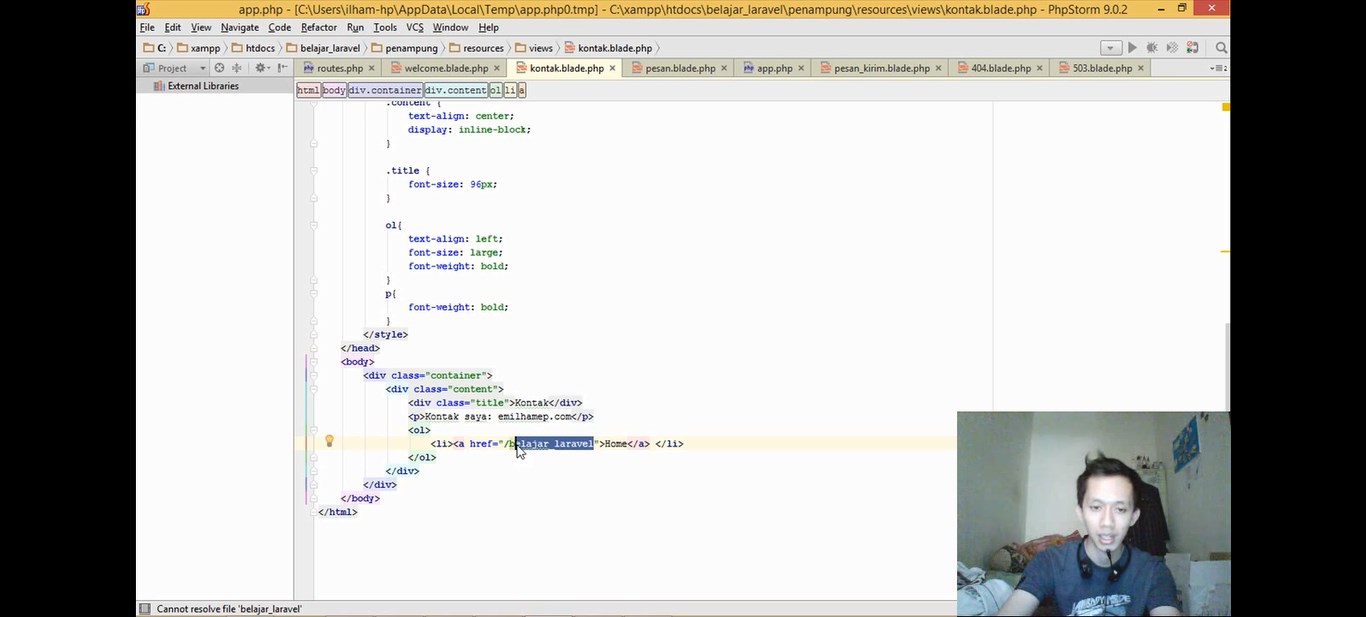 app.php - [C:\Users\ilham-hp\AppData\Local\Temp\app.php0.tmp] - C:\xampp\htdocs\belajar_laravel\penampung\resources\views\kontak.blade.php - PhpStorm 9.0.2
File Edit View Navigate Code Refactor Run Tools VCS Window Help
C: xampp htdocs belajar_laravel penampung resources views kontak.blade.php
Project routes.php welcome.blade.php kontak.blade.php pesan.blade.php app.php pesan_kirim.blade.php 404.blade.php 503.blade.php
External Libraries
html body div.container div.content ol li a
.content {
text-align: center;
display: inline-block;
}
.title {
font-size: 96px;
}
ol{
text-align: left;
font-size: large;
font-weight: bold;
}
p{
font-weight: bold;
}
</style>
</head>
<body>
<div class="container">
<div class="content">
<div class="title">Kontak</div>
<p>Kontak saya: emilhamep.com</p>
<ol>
<li><a href="/belajar_laravel">Home</a> </li>
</ol>
</div>
</div>
</body>
</html>
Cannot resolve file 'belajar_laravel'